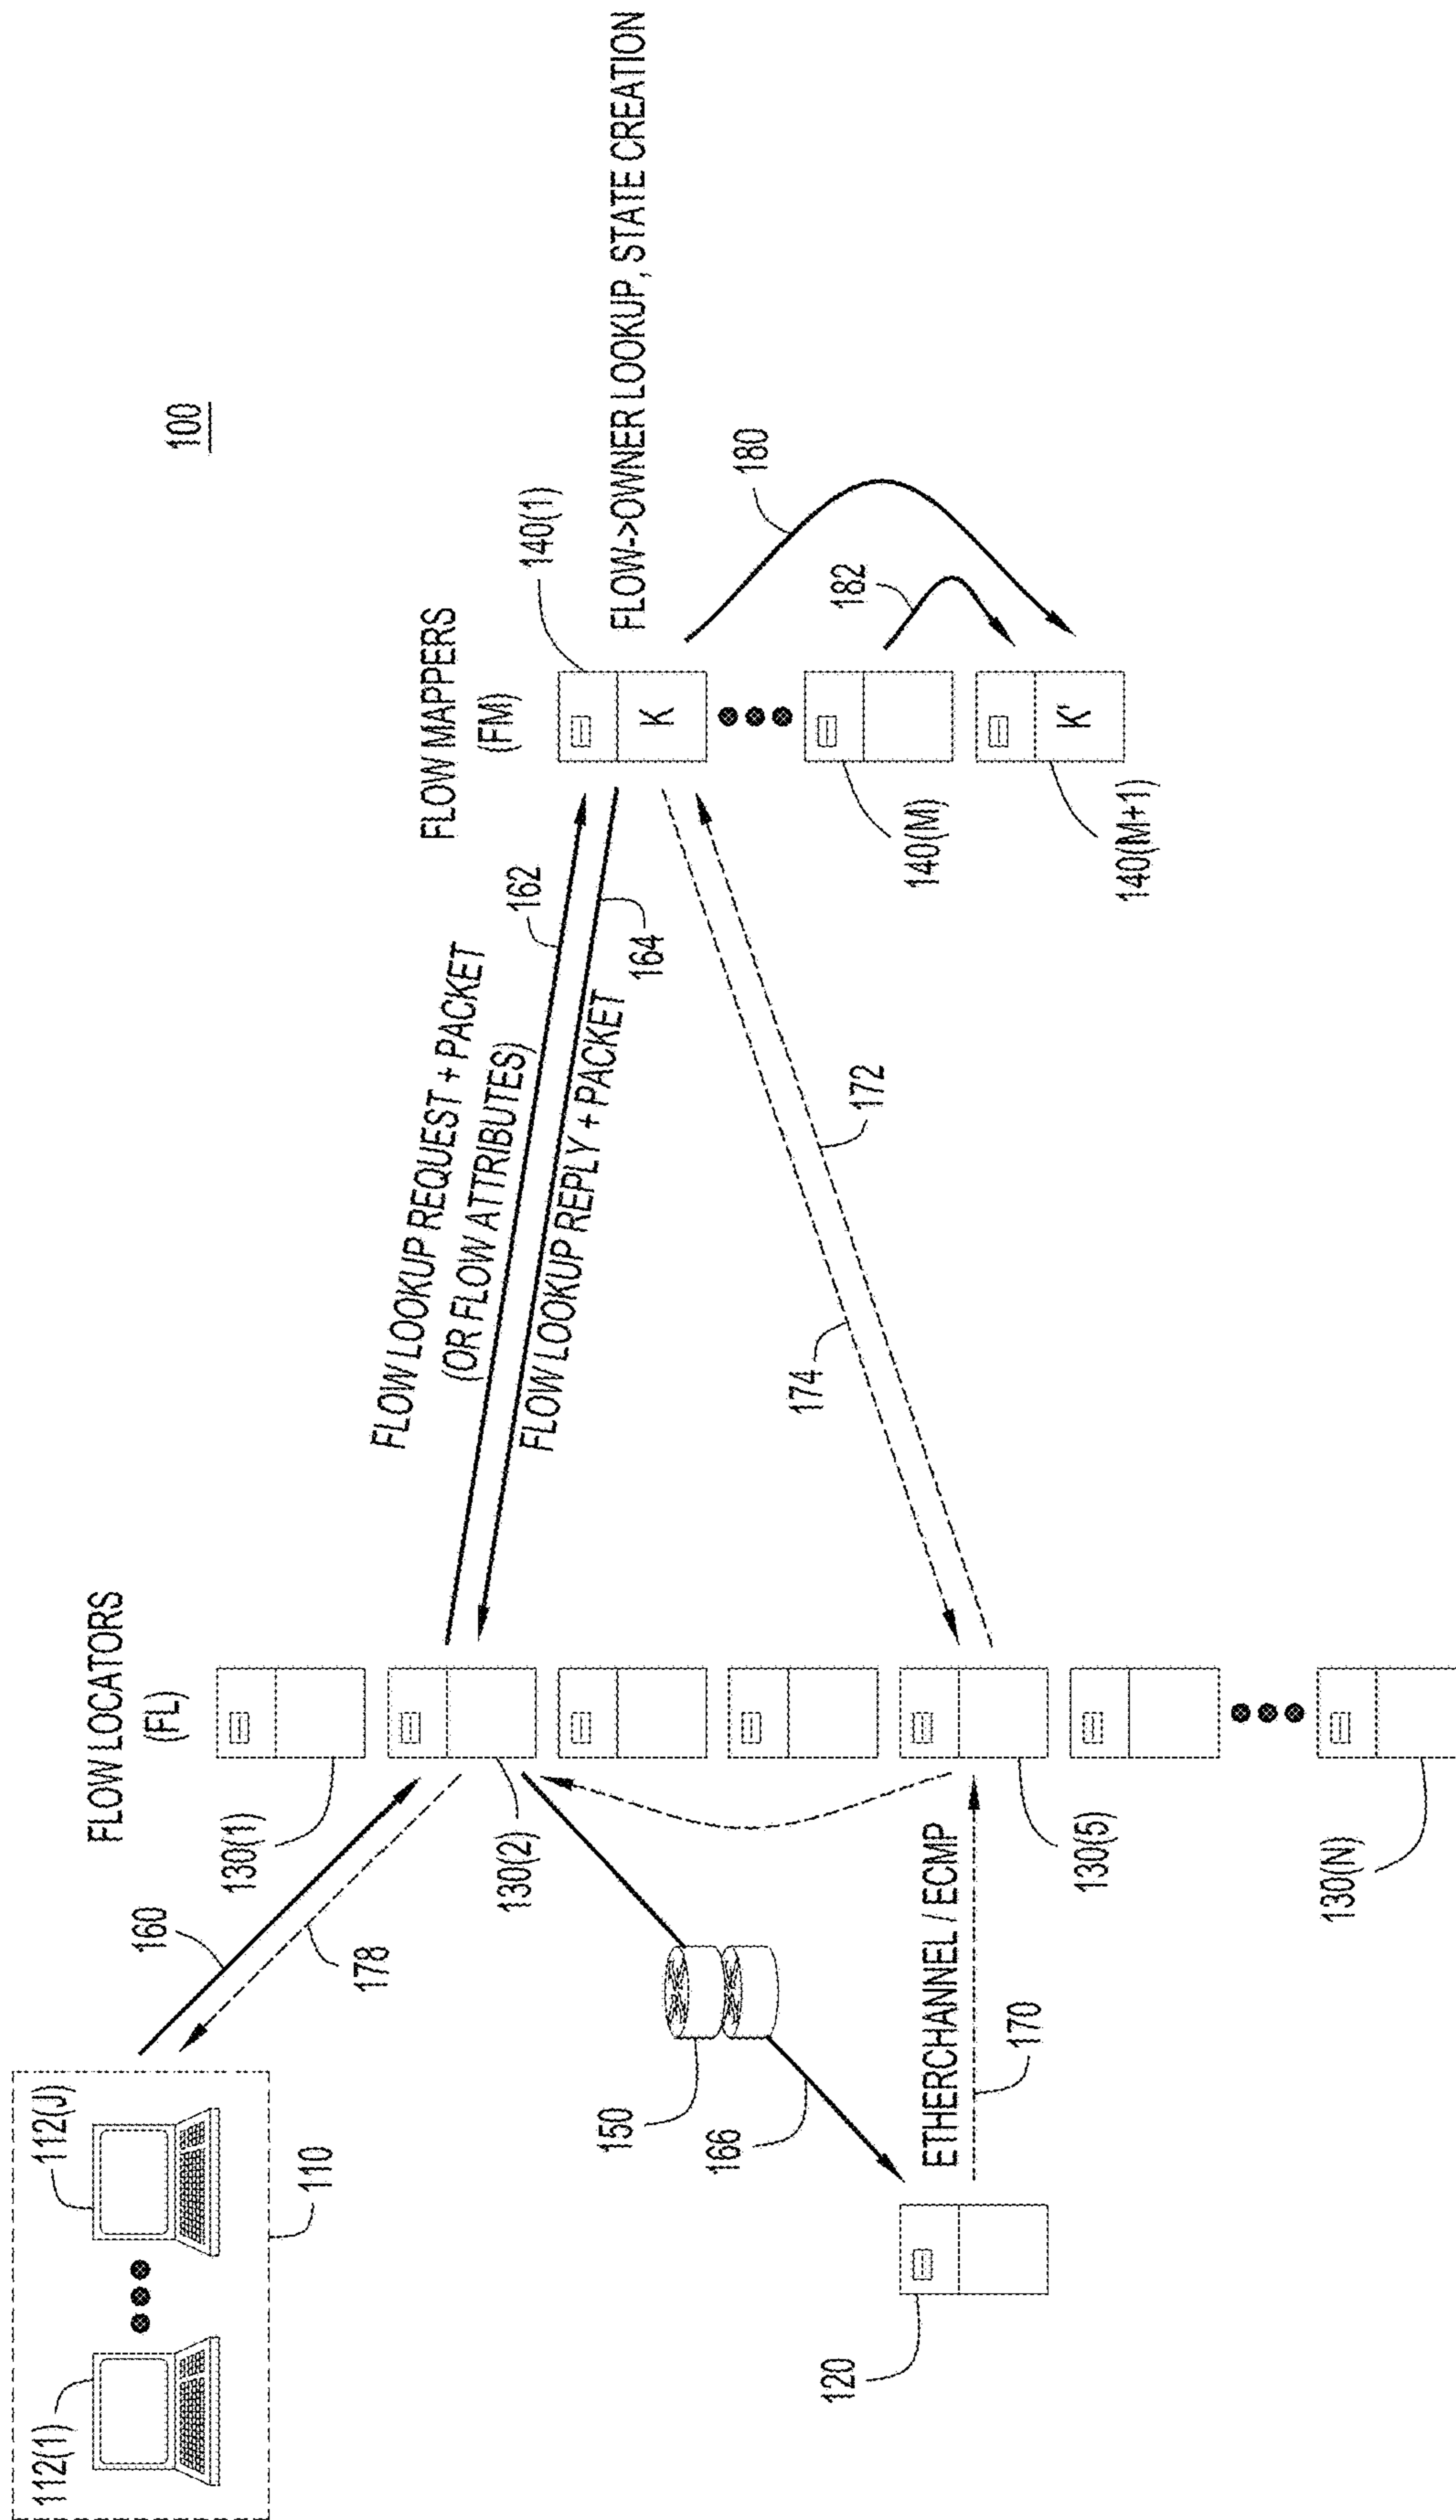 100
112(1)
112(J)
110
160
178
FLOW LOCATORS
(FL)
130(1)
130(2)
130(5)
130(N)
FLOW LOOKUP REQUEST + PACKET
(OR FLOW ATTRIBUTES)
162
FLOW LOOKUP REPLY + PACKET
164
FLOW MAPPERS
(FM)
140(1)
K
FLOW->OWNER LOOKUP, STATE CREATION
180
182
140(M)
K'
140(M+1)
174
172
150
166
ETHERCHANNEL / ECMP
170
120